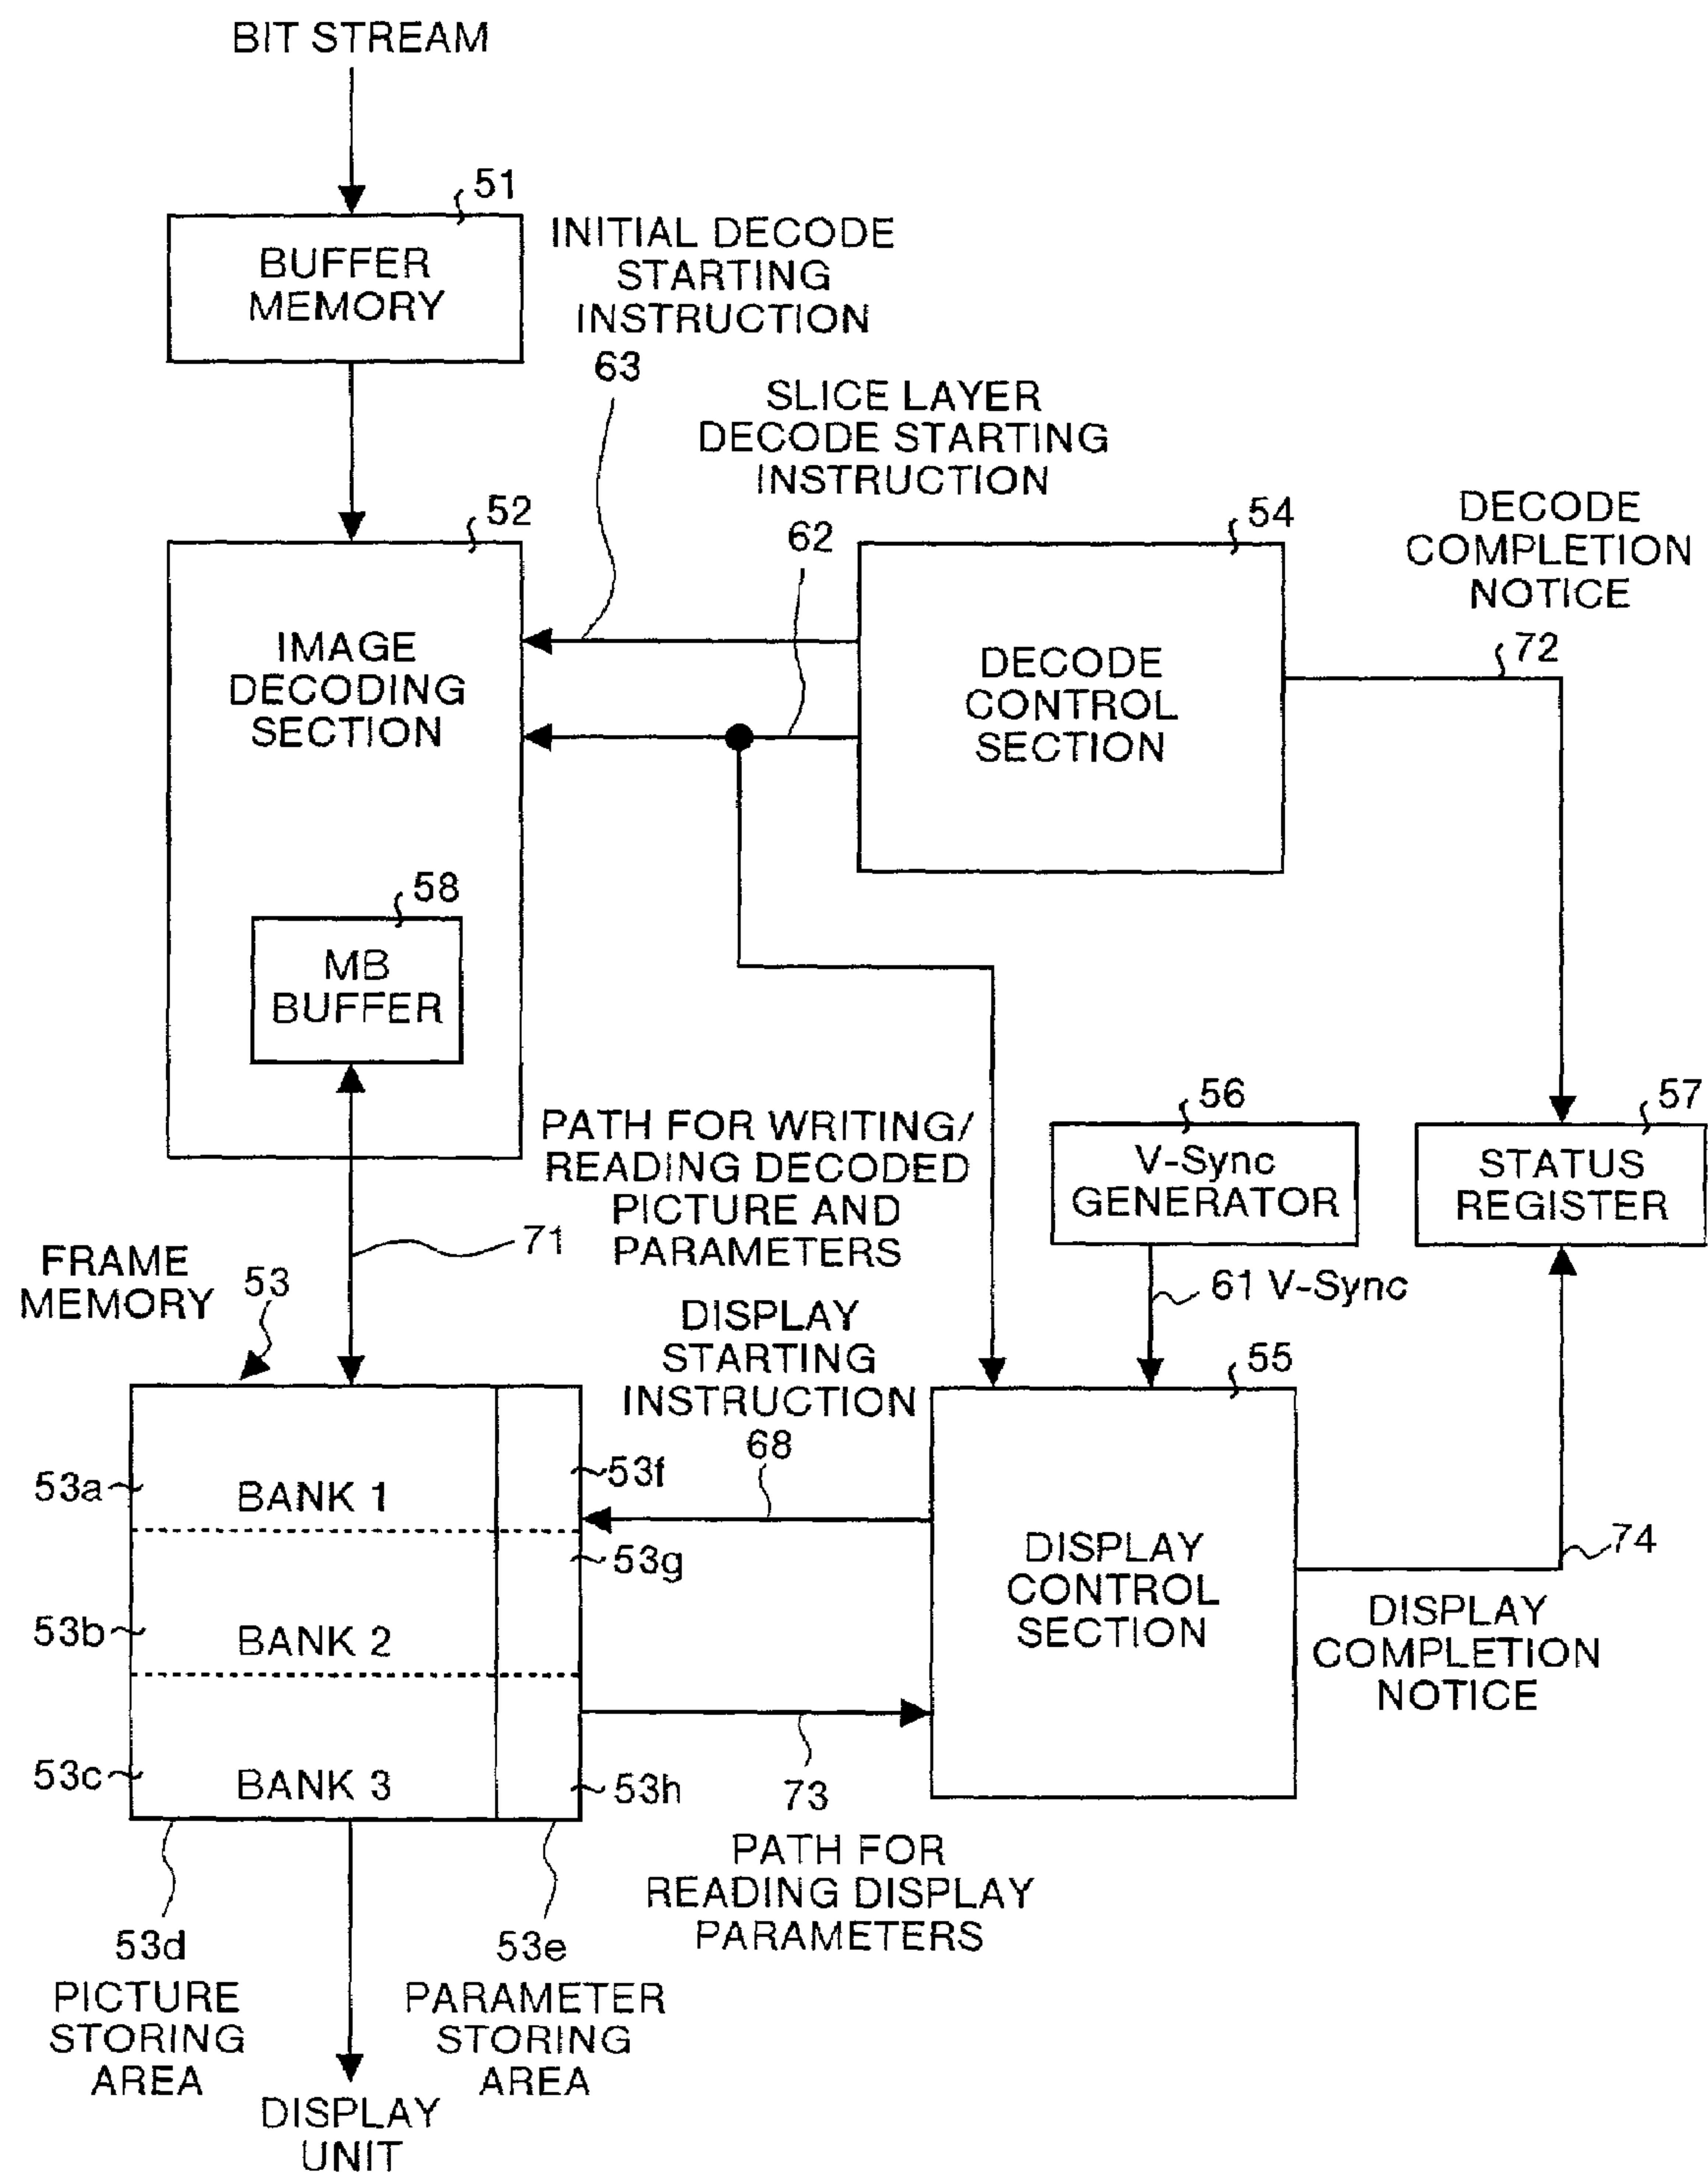 BIT STREAM
51
BUFFER
MEMORY
INITIAL DECODE
STARTING
INSTRUCTION
63
SLICE LAYER
DECODE STARTING
INSTRUCTION
62
52
IMAGE
DECODING
SECTION
54
DECODE
CONTROL
SECTION
DECODE
COMPLETION
NOTICE
72
58
MB
BUFFER
PATH FOR WRITING/
READING DECODED
PICTURE AND
PARAMETERS
71
56
V-Sync
GENERATOR
57
STATUS
REGISTER
61 V-Sync
FRAME
MEMORY
53
DISPLAY
STARTING
INSTRUCTION
68
55
DISPLAY
CONTROL
SECTION
53a
BANK 1
53f
53g
53b
BANK 2
53c
BANK 3
53h
74
DISPLAY
COMPLETION
NOTICE
73
PATH FOR
READING DISPLAY
PARAMETERS
53d
PICTURE
STORING
AREA
53e
PARAMETER
STORING
AREA
DISPLAY
UNIT